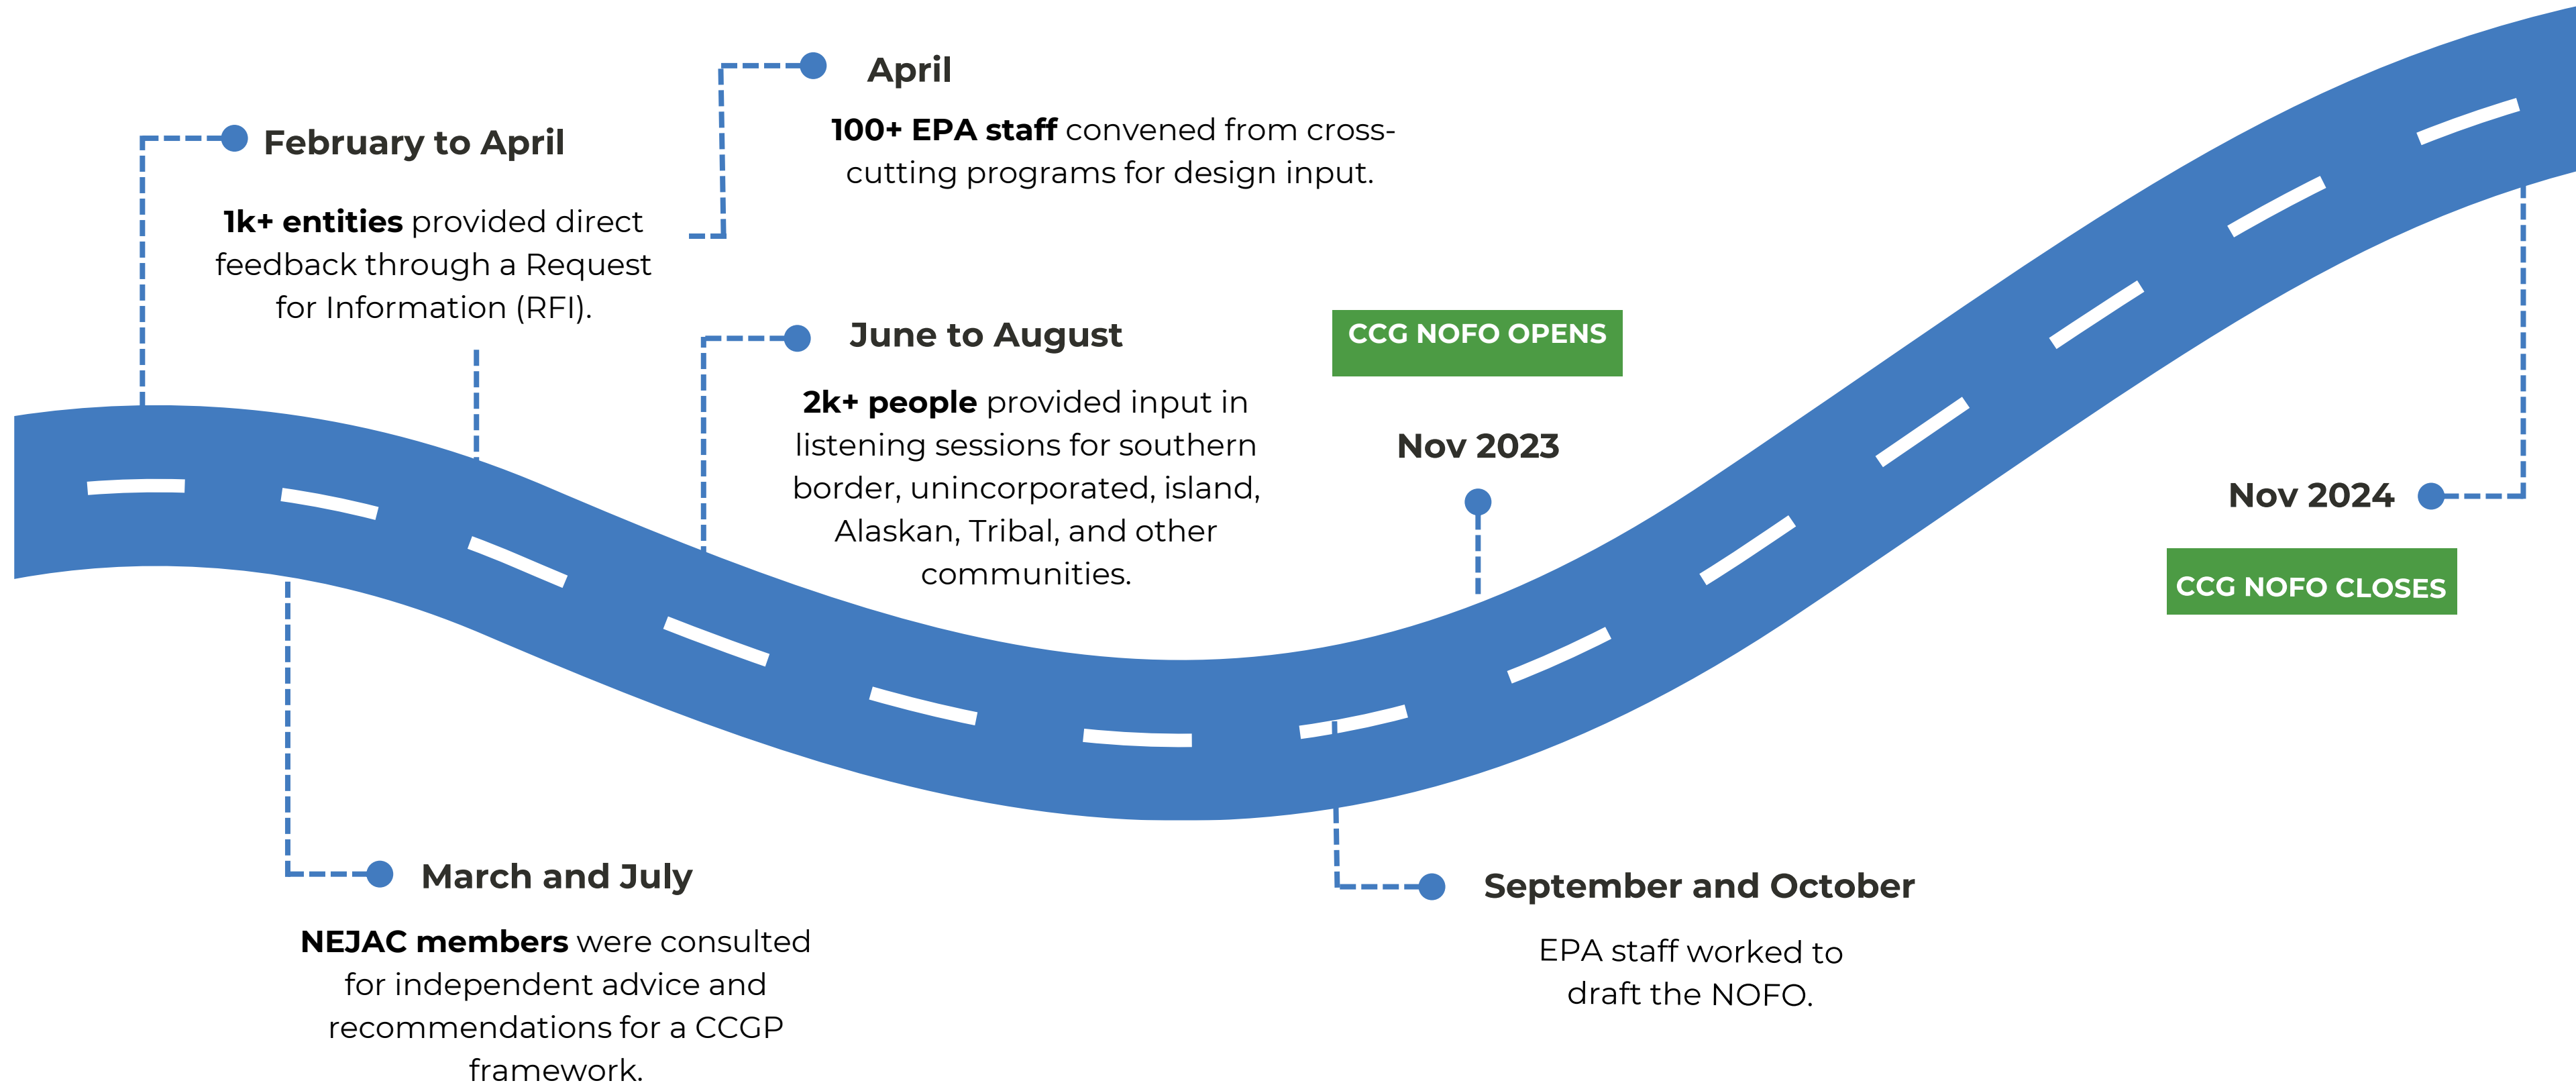 February to April
1k+ entities provided direct
feedback through a Request
for Information (RFI).
April
100+ EPA staff convened from cross-
cutting programs for design input.
March and July
NEJAC members were consulted
for independent advice and
recommendations for a CCGP
framework.
June to August
2k+ people provided input in
listening sessions for southern
border, unincorporated, island,
Alaskan, Tribal, and other
communities.
September and October
EPA staff worked to
draft the NOFO.
CCG NOFO OPENS
Nov 2023
Nov 2024
CCG NOFO CLOSES